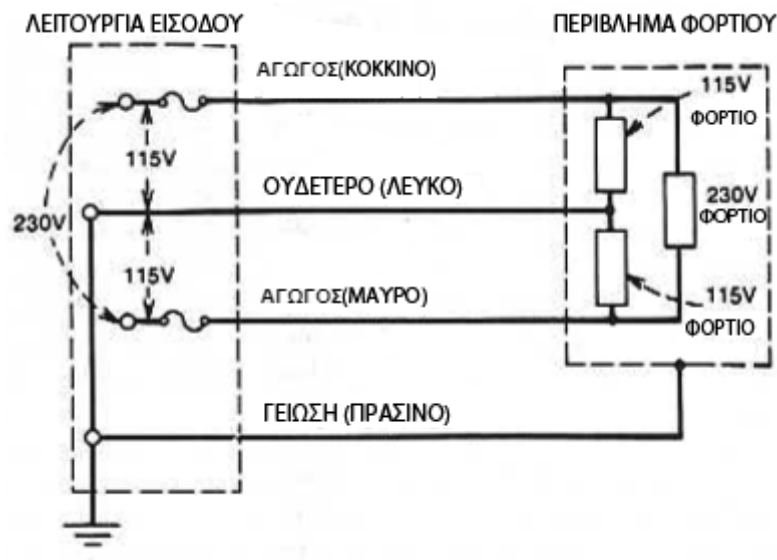 ΛΕΙΤΟΥΡΓΙΑ ΕΙΣΟΔΟΥ
ΠΕΡΙΒΛΗΜΑ ΦΟΡΤΙΟΥ
ΑΓΩΓΟΣ(ΚΟΚΚΙΝΟ)
115V
ΦΟΡΤΙΟ
115V
ΟΥΔΕΤΕΡΟ (ΛΕΥΚΟ)
230V
ΦΟΡΤΙΟ
230V
115V
ΑΓΩΓΟΣ(ΜΑΥΡΟ)
115V
ΦΟΡΤΙΟ
ΓΕΙΩΣΗ (ΠΡΑΣΙΝΟ)